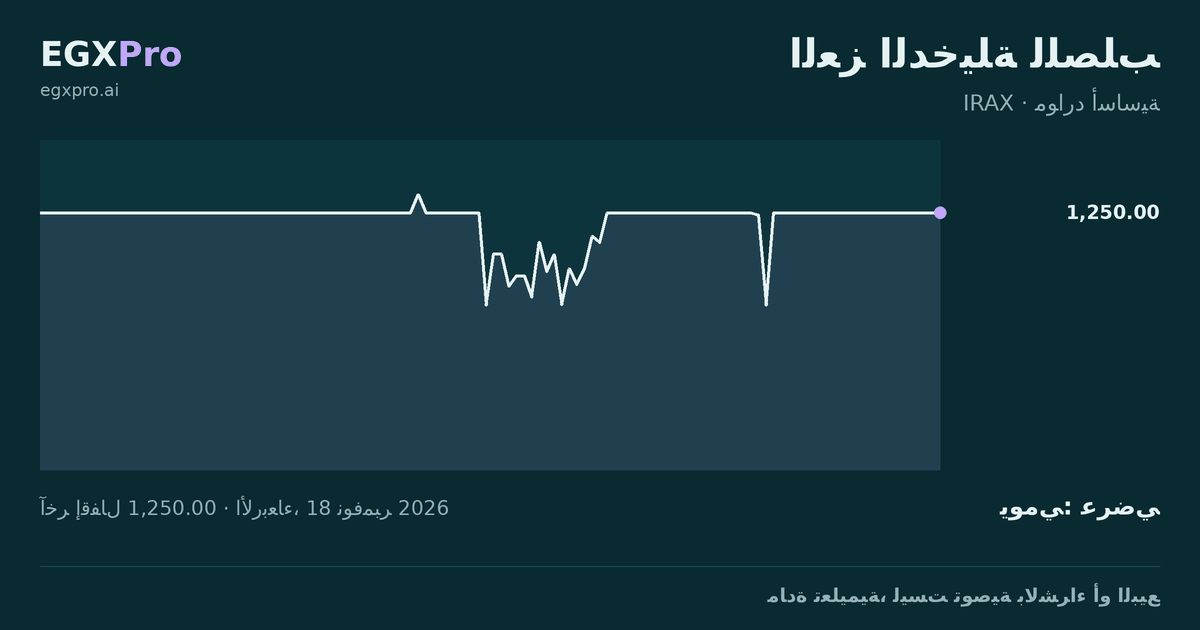 EGXPro
egxpro.ai
العز الدخيلة للصلب
IRAX · موارد أساسية
1,250.00
آخر إقفال 1,250.00 · الأربعاء، 18 نوفمبر 2026
يومي: عرضي
مادة تعليمية، ليست توصية بالشراء أو البيع